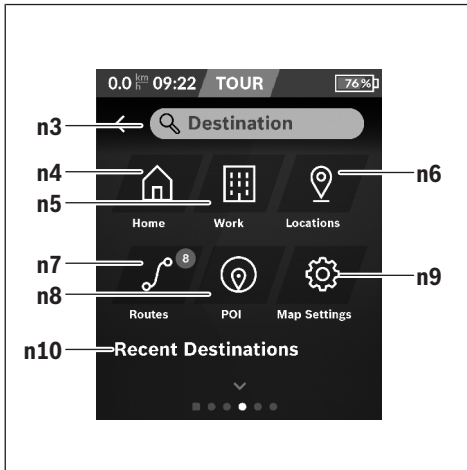 0.0 km/h 09:22 TOUR 76%
n3 Destination
n4 n6
n5
Home Work Locations
n7 8
n8 n9
Routes POI Map Settings
n10 Recent Destinations